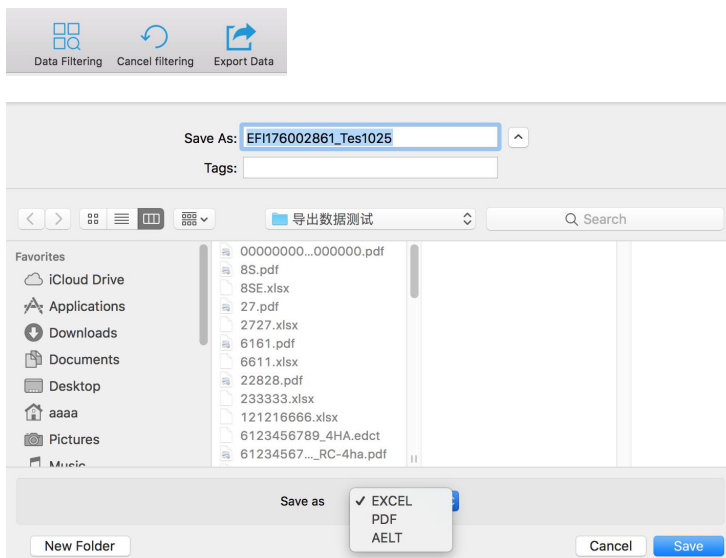 Data Filtering Cancel filtering Export Data
Save As: EFI176002861_Tes1025
Tags:
导出数据测试
Search
Favorites
iCloud Drive
Applications
Downloads
Documents
Desktop
aaaa
Pictures
Music
00000000...000000.pdf
8S.pdf
8SE.xlsx
27.pdf
2727.xlsx
6161.pdf
6611.xlsx
22828.pdf
233333.xlsx
121216666.xlsx
6123456789_4HA.edct
61234567..._RC-4ha.pdf
Save as
EXCEL
PDF
AELT
New Folder
Cancel
Save